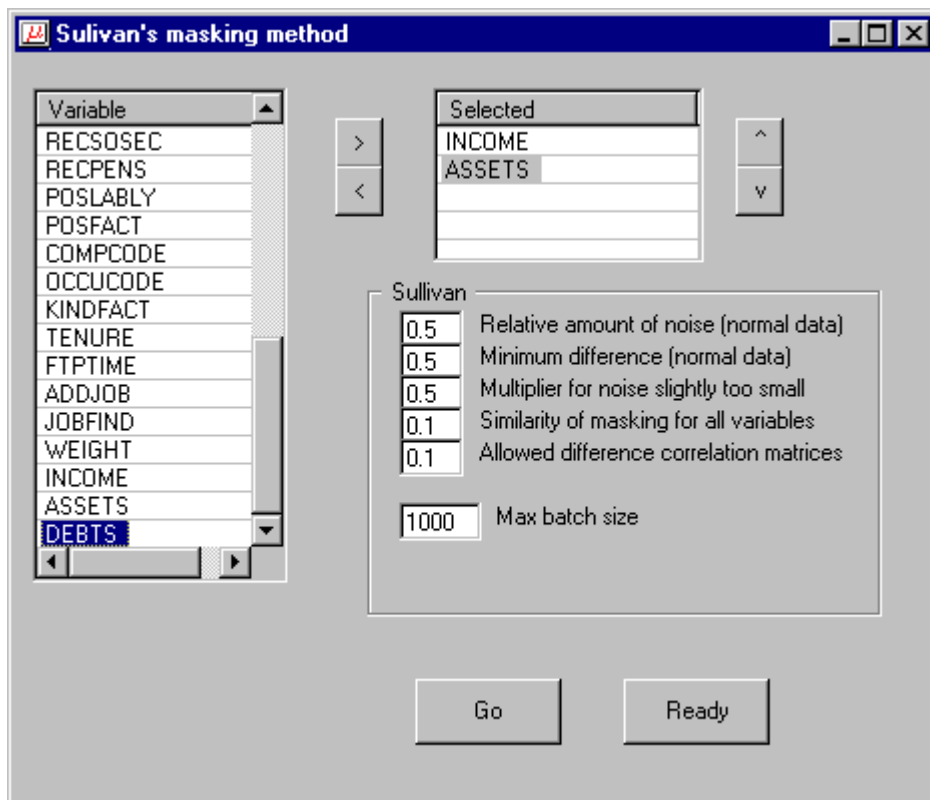 µ Sulivan's masking method
Variable
RECSOSEC
RECPENS
POSLABLY
POSFACT
COMPCODE
OCCUCODE
KINDFACT
TENURE
FTPTIME
ADDJOB
JOBFIND
WEIGHT
INCOME
ASSETS
DEBTS
>
<
Selected
INCOME
ASSETS
^
v
Sullivan
0.5 Relative amount of noise (normal data)
0.5 Minimum difference (normal data)
0.5 Multiplier for noise slightly too small
0.1 Similarity of masking for all variables
0.1 Allowed difference correlation matrices
1000 Max batch size
Go
Ready